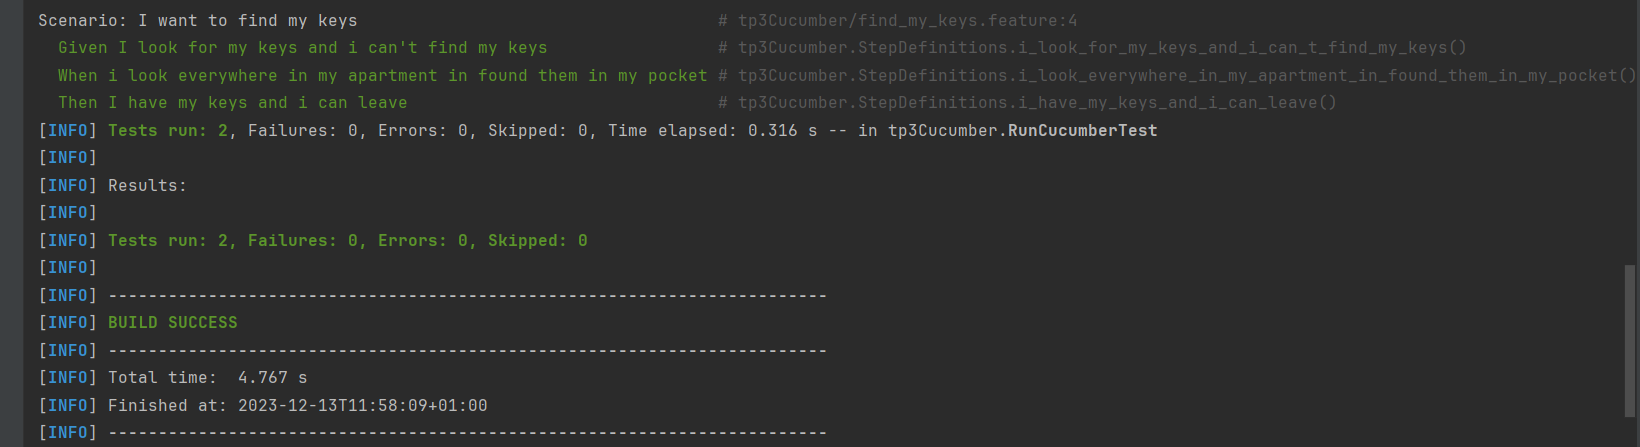 Scenario: I want to find my keys # tp3Cucumber/find_my_keys.feature:4
Given I look for my keys and i can't find my keys # tp3Cucumber.StepDefinitions.i_look_for_my_keys_and_i_can_t_find_my_keys()
When i look everywhere in my apartment in found them in my pocket # tp3Cucumber.StepDefinitions.i_look_everywhere_in_my_apartment_in_found_them_in_my_pocket()
Then I have my keys and i can leave # tp3Cucumber.StepDefinitions.i_have_my_keys_and_i_can_leave()
[INFO] Tests run: 2, Failures: 0, Errors: 0, Skipped: 0, Time elapsed: 0.316 s -- in tp3Cucumber.RunCucumberTest
[INFO]
[INFO] Results:
[INFO]
[INFO] Tests run: 2, Failures: 0, Errors: 0, Skipped: 0
[INFO]
[INFO] ------------------------------------------------------------------------
[INFO] BUILD SUCCESS
[INFO] ------------------------------------------------------------------------
[INFO] Total time:  4.767 s
[INFO] Finished at: 2023-12-13T11:58:09+01:00
[INFO] ------------------------------------------------------------------------